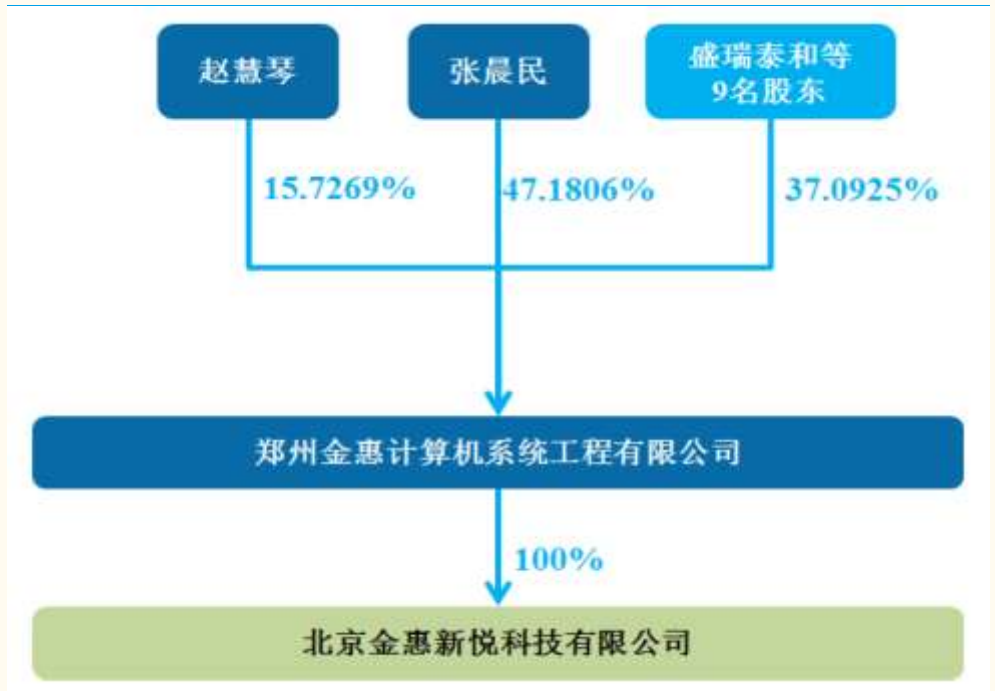 赵慧琴
张晨民
盛瑞泰和等
9名股东
15.7269%
47.1806%
37.0925%
郑州金惠计算机系统工程有限公司
100%
北京金惠新悦科技有限公司